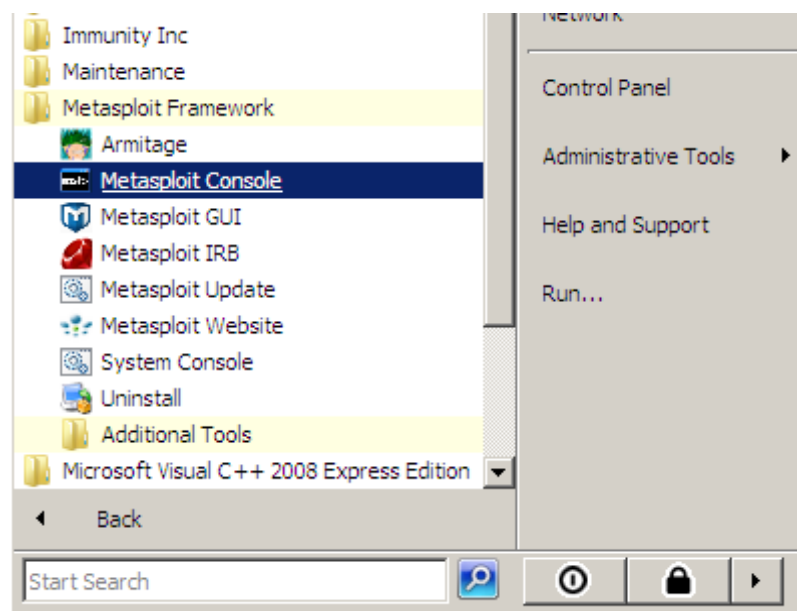 Immunity Inc
Maintenance
Metasploit Framework
Armitage
Metasploit Console
Metasploit GUI
Metasploit IRB
Metasploit Update
Metasploit Website
System Console
Uninstall
Additional Tools
Microsoft Visual C++ 2008 Express Edition
Back
Start Search
Network
Control Panel
Administrative Tools
Help and Support
Run...